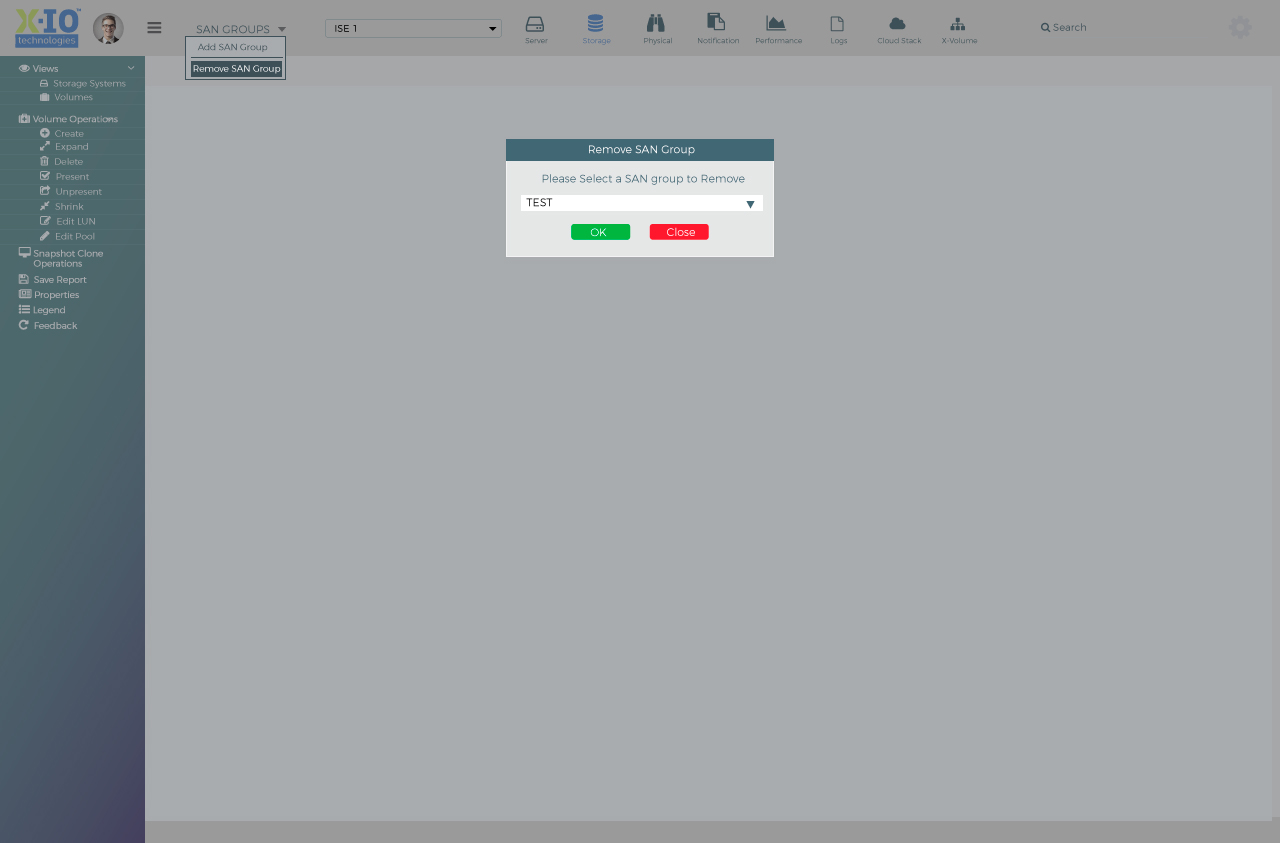 X-IO™
technologies
SAN GROUPS
ISE 1
Server
Storage
Physical
Notification
Performance
Logs
Cloud Stack
X-Volume
Search
Add SAN Group
Remove SAN Group
Views
Storage Systems
Volumes
Volume Operations
Create
Expand
Delete
Present
Unpresent
Shrink
Edit LUN
Edit Pool
Snapshot Clone
Operations
Save Report
Properties
Legend
Feedback
Remove SAN Group
Please Select a SAN group to Remove
TEST
OK
Close